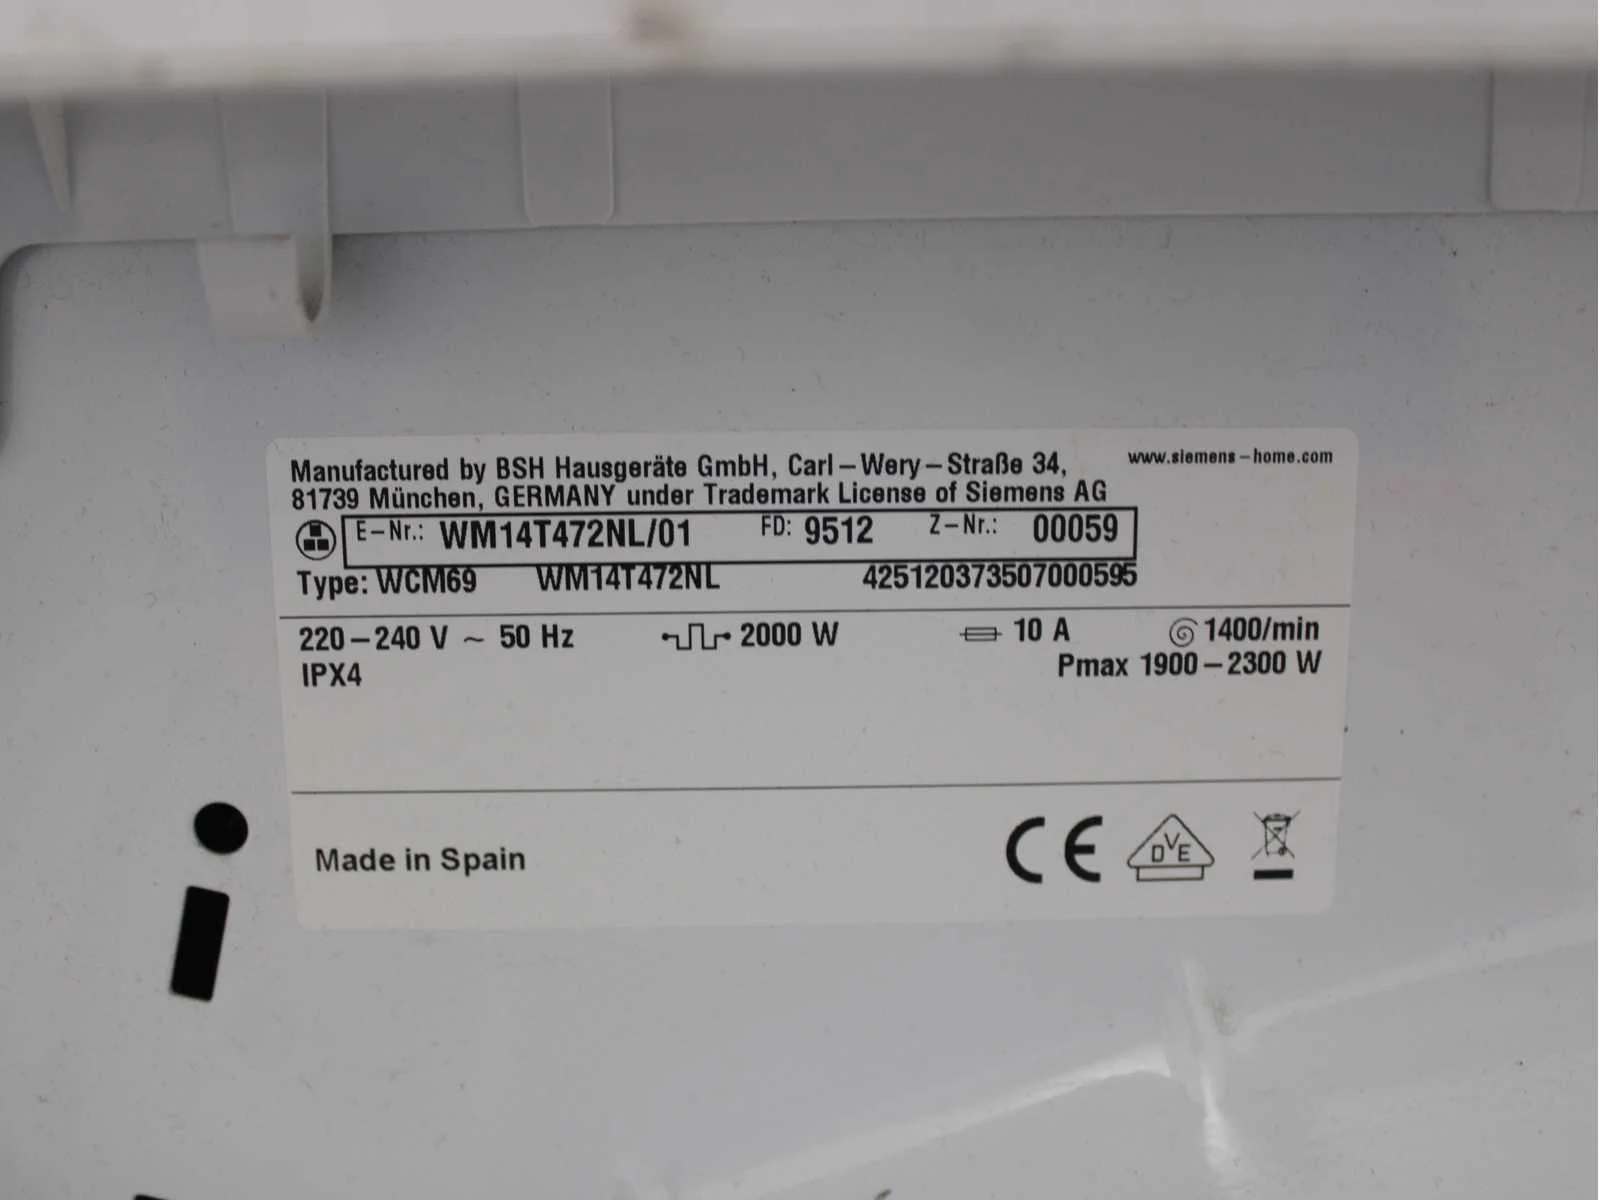 Manufactured by BSH Hausgeräte GmbH, Carl-Wery-Straße 34,
www.siemens-home.com
81739 München, GERMANY under Trademark License of Siemens AG
E-Nr.: WM14T472NL/01 FD: 9512 Z-Nr.: 00059
Type: WCM69 WM14T472NL 425120373507000595
220-240 V ~ 50 Hz 2000 W 10 A 1400/min
IPX4 Pmax 1900-2300 W
Made in Spain CE DVE